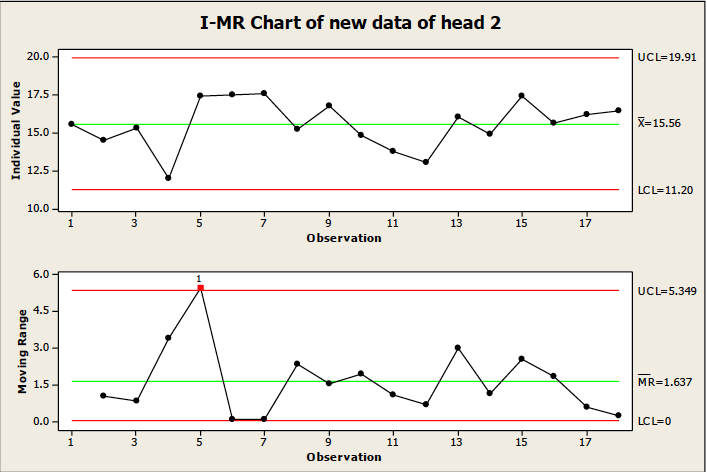 I-MR Chart of new data of head 2
20.0
17.5
15.0
12.5
10.0
Individual Value
UCL=19.91
X̅=15.56
LCL=11.20
1 3 5 7 9 11 13 15 17
Observation
6.0
4.5
3.0
1.5
0.0
Moving Range
1
UCL=5.349
M̅R̅=1.637
LCL=0
1 3 5 7 9 11 13 15 17
Observation